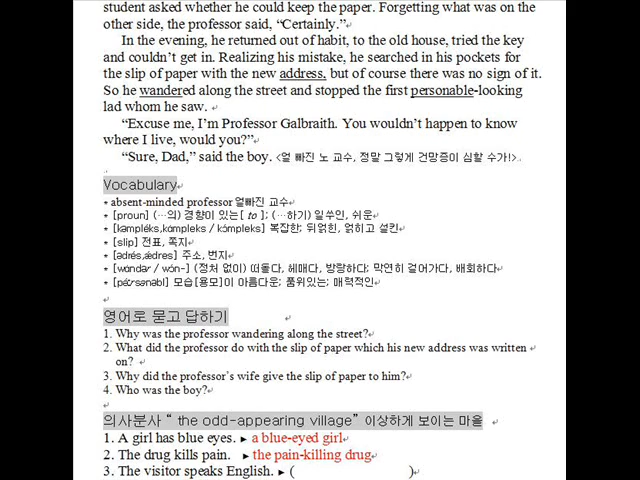 student asked whether he could keep the paper. Forgetting what was on the
other side, the professor said, “Certainly.”
In the evening, he returned out of habit, to the old house, tried the key
and couldn’t get in. Realizing his mistake, he searched in his pockets for
the slip of paper with the new address, but of course there was no sign of it.
So he wandered along the street and stopped the first personable-looking
lad whom he saw.
“Excuse me, I’m Professor Galbraith. You wouldn’t happen to know
where I live, would you?”
“Sure, Dad,” said the boy. <얼 빠진 노 교수, 정말 그렇게 건망증이 심할 수가!>
Vocabulary
* absent-minded professor 얼빠진 교수
* [proun] (…의) 경향이 있는[ to ]; (…하기) 일쑤인, 쉬운
* [kəmpléks,kámpleks / kɔ́mpleks] 복잡한; 뒤얽힌, 얽히고 설킨
* [slip] 전표, 쪽지
* [ədrés,ǽdres] 주소, 번지
* [wándər / wɔ́n-] (정처 없이) 떠돌다, 헤매다, 방랑하다; 막연히 걸어가다, 배회하다
* [pə́ːrsənəbl] 모습[용모]이 아름다운; 품위있는; 매력적인
영어로 묻고 답하기
1. Why was the professor wandering along the street?
2. What did the professor do with the slip of paper which his new address was written
on?
3. Why did the professor’s wife give the slip of paper to him?
4. Who was the boy?
의사분사 “ the odd-appearing village” 이상하게 보이는 마을
1. A girl has blue eyes. ▶ a blue-eyed girl
2. The drug kills pain. ▶ the pain-killing drug
3. The visitor speaks English. ▶ ( )